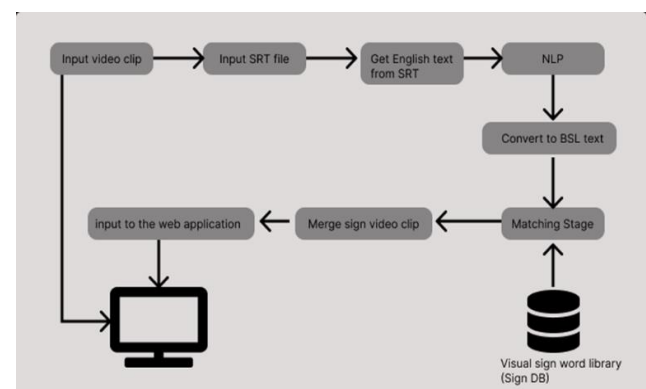 Input video clip
Input SRT file
Get English text
from SRT
NLP
Convert to BSL text
input to the web application
Merge sign video clip
Matching Stage
Visual sign word library
(Sign DB)